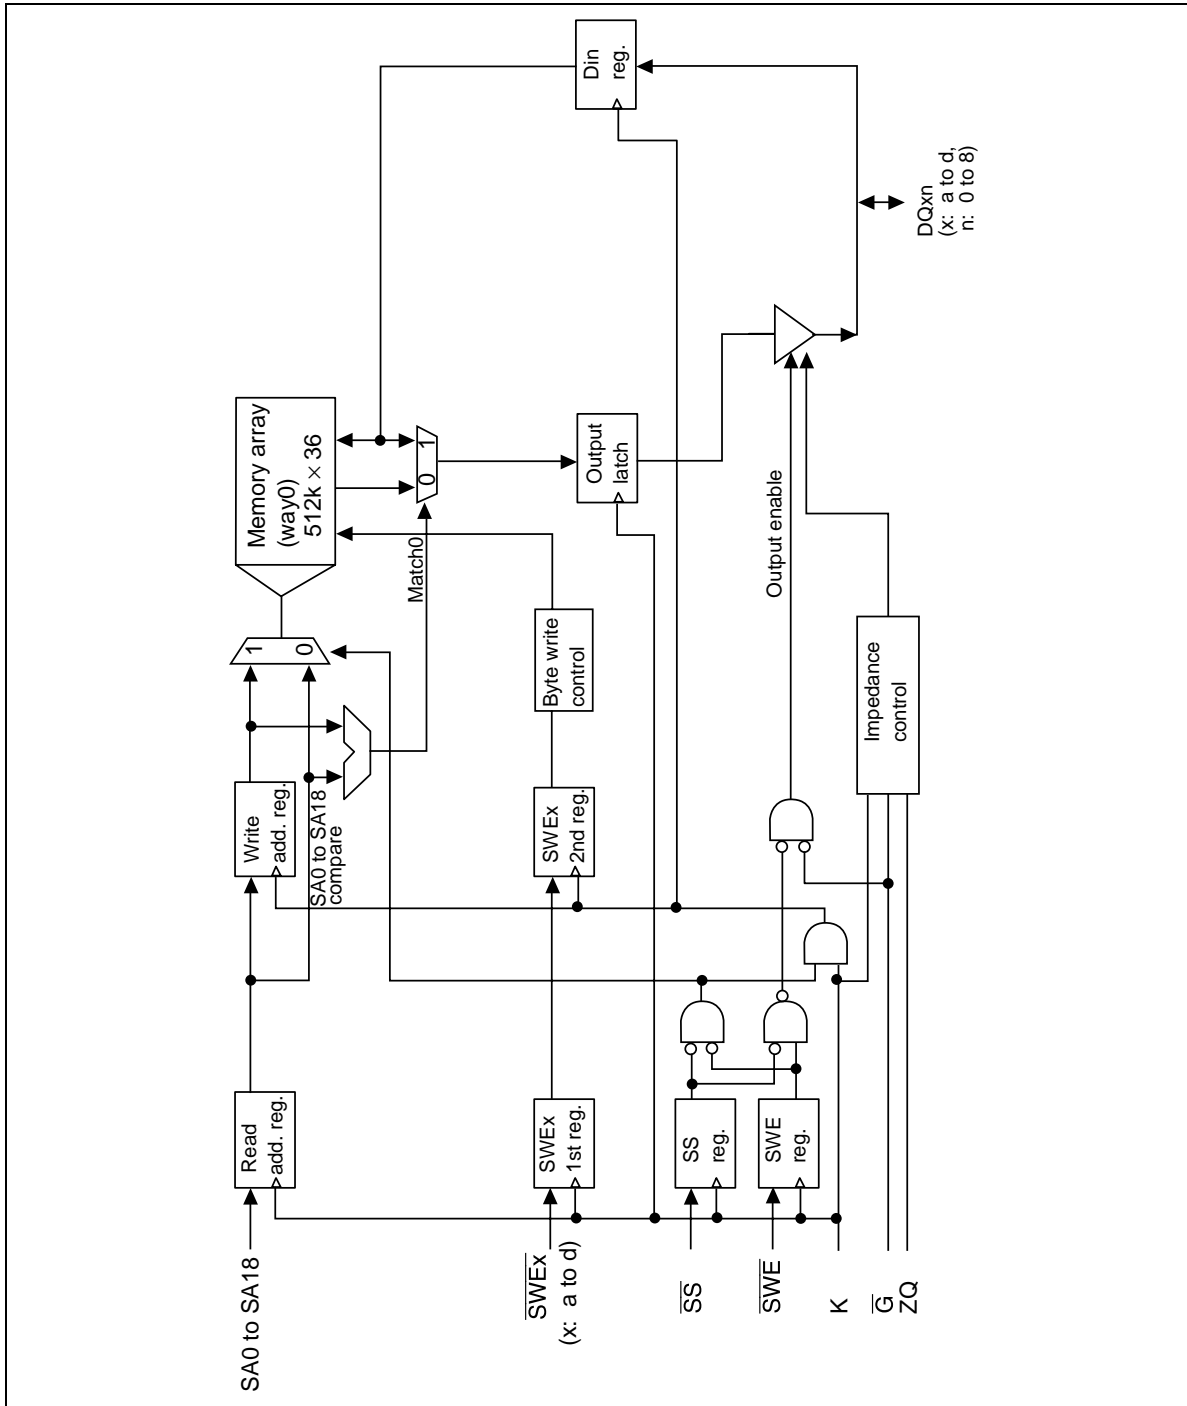 SA0 to SA18
Read
add. reg.
Write
add. reg.
SA0 to SA18
compare
1
0
Memory array
(way0)
512k × 36
Match0
0 1
Din
reg.
SWEx
(x: a to d)
SWEx
1st reg.
SWEx
2nd reg.
Byte write
control
Output
latch
SS
SS
reg.
SWE
SWE
reg.
Output enable
K
G
ZQ
Impedance
control
DQxn
(x: a to d,
n: 0 to 8)